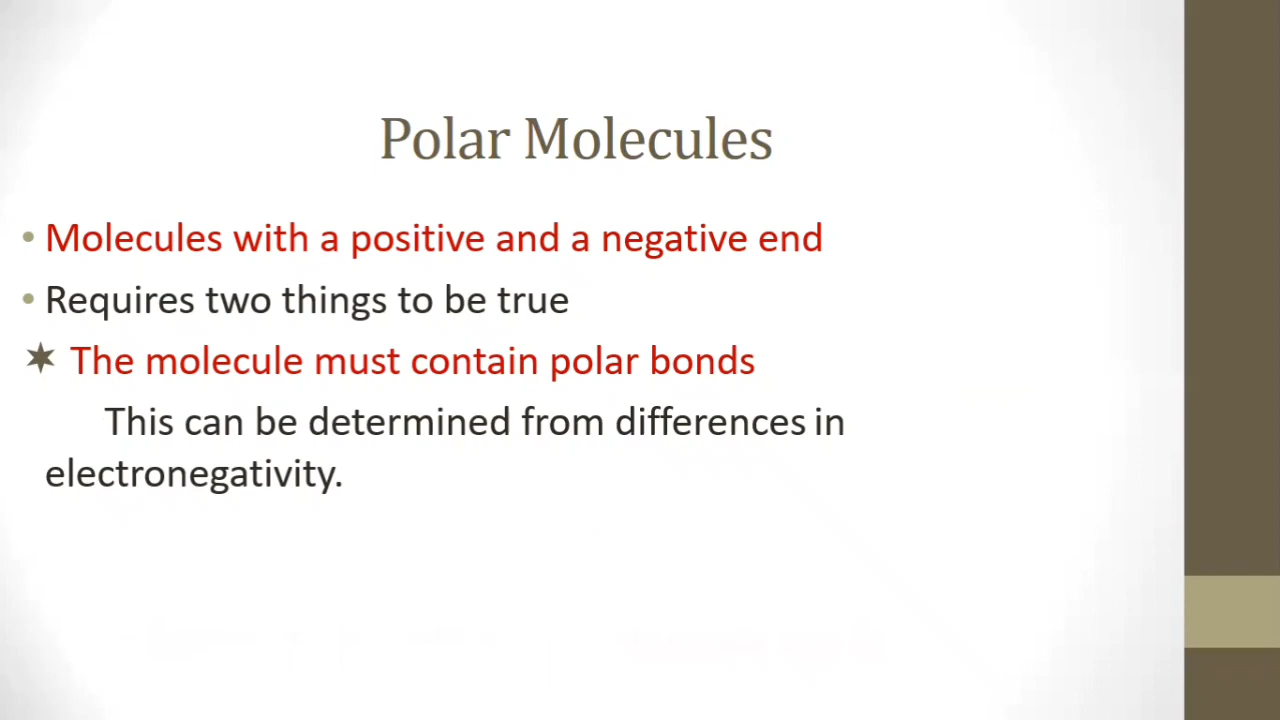 Polar Molecules
• Molecules with a positive and a negative end
• Requires two things to be true
✶ The molecule must contain polar bonds
This can be determined from differences in
electronegativity.